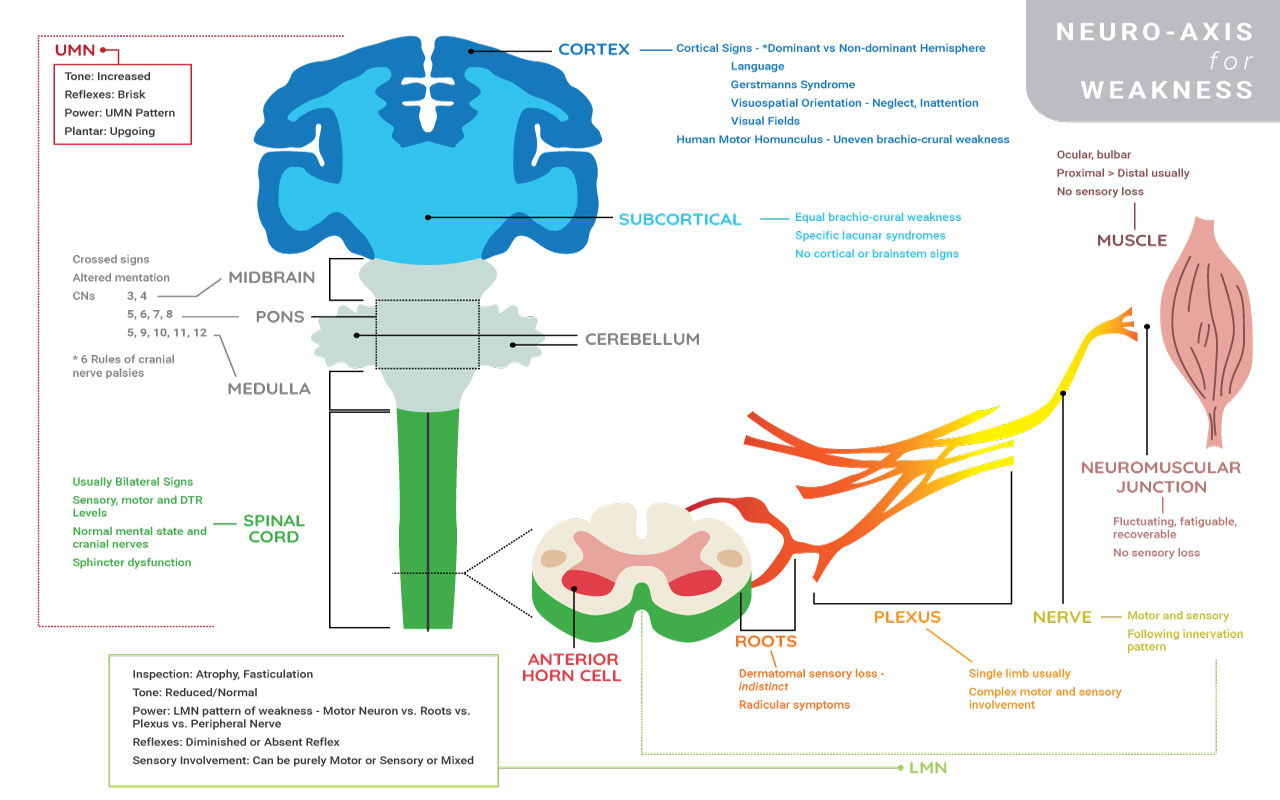 NEURO-AXIS
for
WEAKNESS
UMN
Tone: Increased
Reflexes: Brisk
Power: UMN Pattern
Plantar: Upgoing
CORTEX
Cortical Signs - *Dominant vs Non-dominant Hemisphere
Language
Gerstmanns Syndrome
Visuospatial Orientation - Neglect, Inattention
Visual Fields
Human Motor Homunculus - Uneven brachio-crural weakness
SUBCORTICAL
Equal brachio-crural weakness
Specific lacunar syndromes
No cortical or brainstem signs
Ocular, bulbar
Proximal > Distal usually
No sensory loss
MUSCLE
Crossed signs
Altered mentation
CNs 3, 4
5, 6, 7, 8
5, 9, 10, 11, 12
* 6 Rules of cranial
nerve palsies
MIDBRAIN
PONS
MEDULLA
CEREBELLUM
Usually Bilateral Signs
Sensory, motor and DTR
Levels
Normal mental state and
cranial nerves
Sphincter dysfunction
SPINAL
CORD
NEUROMUSCULAR
JUNCTION
Fluctuating, fatiguable,
recoverable
No sensory loss
ANTERIOR
HORN CELL
ROOTS
Dermatomal sensory loss -
indistinct
Radicular symptoms
PLEXUS
Single limb usually
Complex motor and sensory
involvement
NERVE
Motor and sensory
Following innervation
pattern
Inspection: Atrophy, Fasticulation
Tone: Reduced/Normal
Power: LMN pattern of weakness - Motor Neuron vs. Roots vs.
Plexus vs. Peripheral Nerve
Reflexes: Diminished or Absent Reflex
Sensory Involvement: Can be purely Motor or Sensory or Mixed
LMN